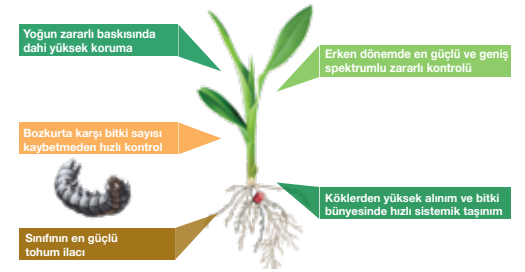 Yoğun zararlı baskısında
dahi yüksek koruma
Erken dönemde en güçlü ve geniş
spektrumlu zararlı kontrolü
Bozkurta karşı bitki sayısı
kaybetmeden hızlı kontrol
Köklerden yüksek alınım ve bitki
bünyesinde hızlı sistemik taşınım
Sınıfının en güçlü
tohum ilacı